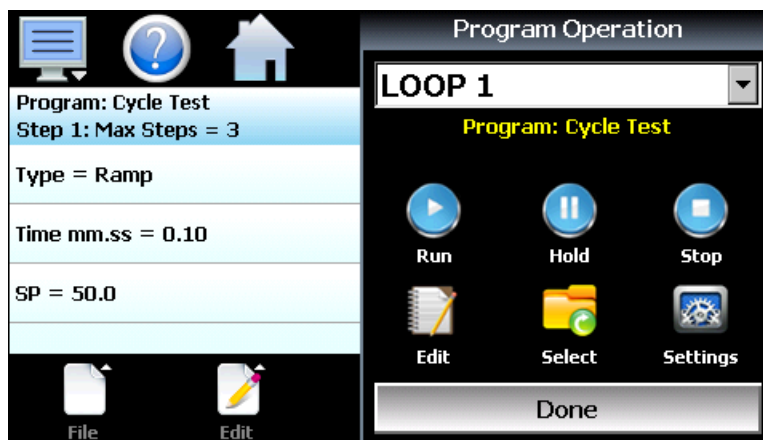 ?
Program: Cycle Test
Step 1: Max Steps = 3
Type = Ramp
Time mm.ss = 0.10
SP = 50.0
File
Edit
Program Operation
LOOP 1
Program: Cycle Test
Run
Hold
Stop
Edit
Select
Settings
Done